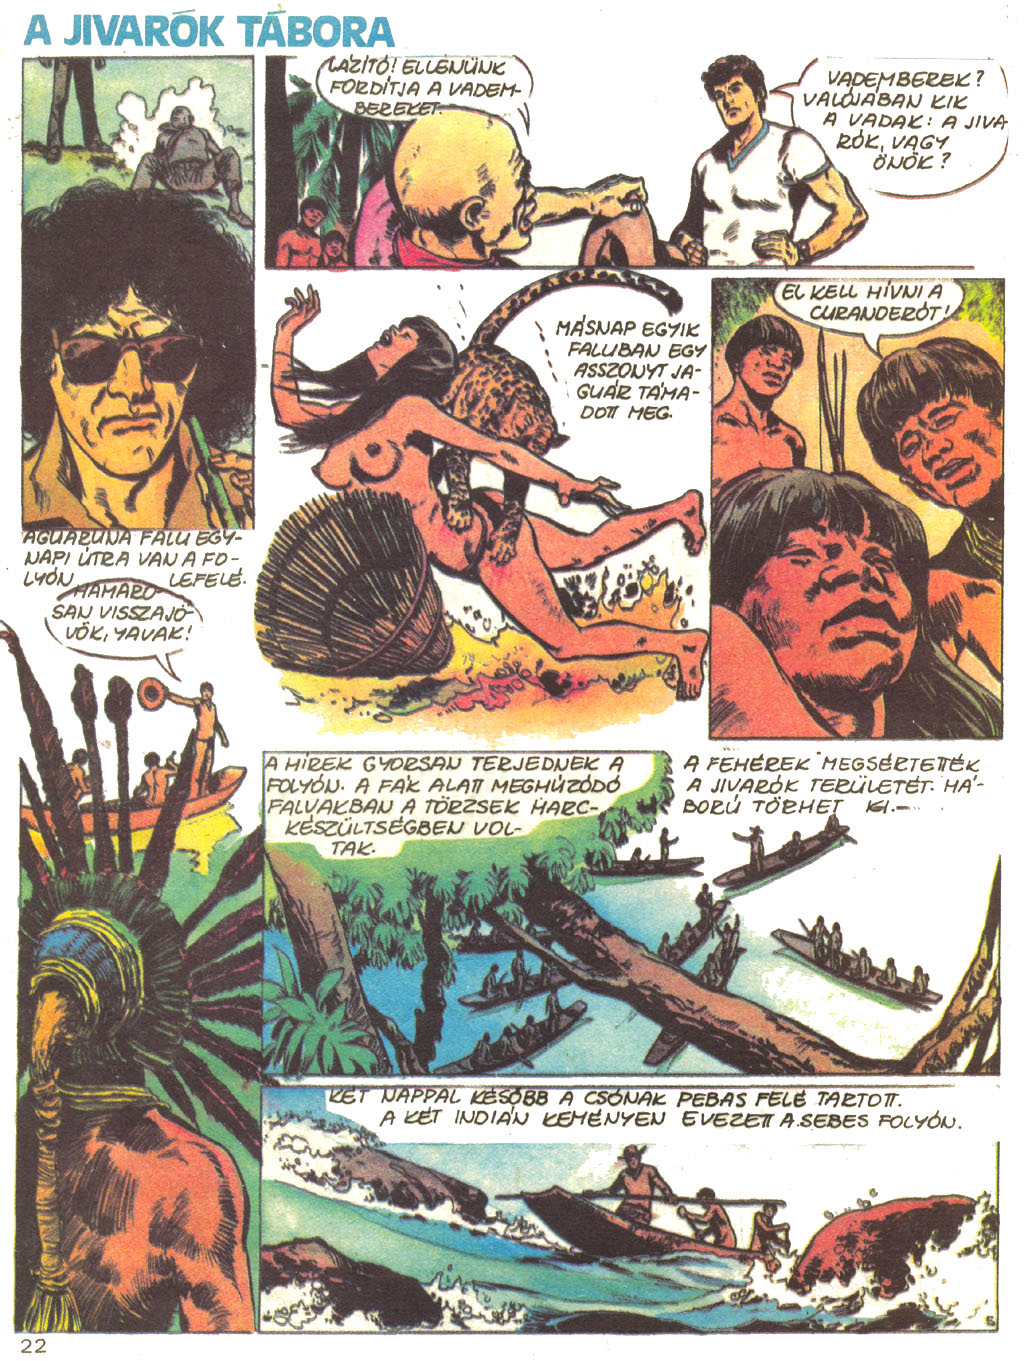 A JIVARÓK TÁBORA
LÁZÍTÓ! ELLENÜNK
FORDÍTJA A VADEM-
BEREKET.
VADEMBEREK?
VALÓJÁBAN KIK
A VADAK: A JIVA-
RÓK, VAGY
ÖNÖK?
MÁSNAP EGYIK
FALUBAN EGY
ASSZONYT JA-
GUÁR TÁMA-
DOTT MEG.
EL KELL HÍVNI A
CURANDERÓT!
AGUARUNA FALU EGY-
NAPI ÚTRA VAN A FO-
LYÓN LEFELÉ.
HAMARO-
SAN VISSZAJÖ-
VÖK, YAVAK!
A HÍREK GYORSAN TERJEDNEK A
FOLYÓN. A FÁK ALATT MEGHÚZÓDÓ
FALVAKBAN A TÖRZSEK HARC-
KÉSZÜLTSÉGBEN VOL-
TAK.
A FEHÉREK MEGSÉRTETTÉK
A JIVARÓK TERÜLETÉT. HÁ-
BORÚ TÖRHET KI.—
KÉT NAPPAL KÉSŐBB A CSÓNAK PEBAS FELÉ TARTOTT.
A KÉT INDIÁN KEMÉNYEN EVEZETT A SEBES FOLYÓN.
5
22